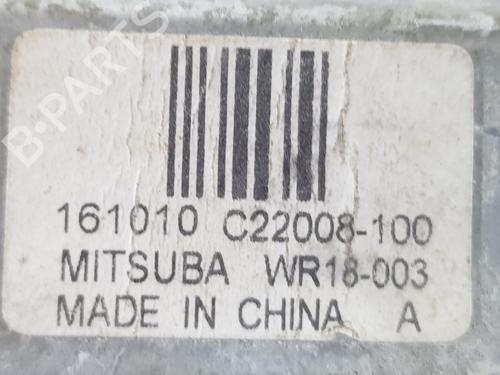 B-PARTS
161010 C22008-100
MITSUBA WR18-003
MADE IN CHINA A